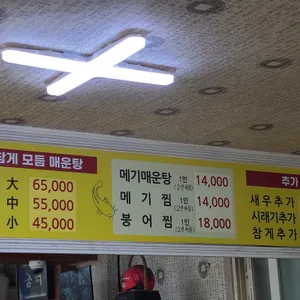 참게 모듬 매운탕
大 65,000
中 55,000
小 45,000
메기매운탕 1인 14,000
메기찜 1인 14,000
붕어찜 1인 18,000
추가
새우추가
시래기추가
참게추가